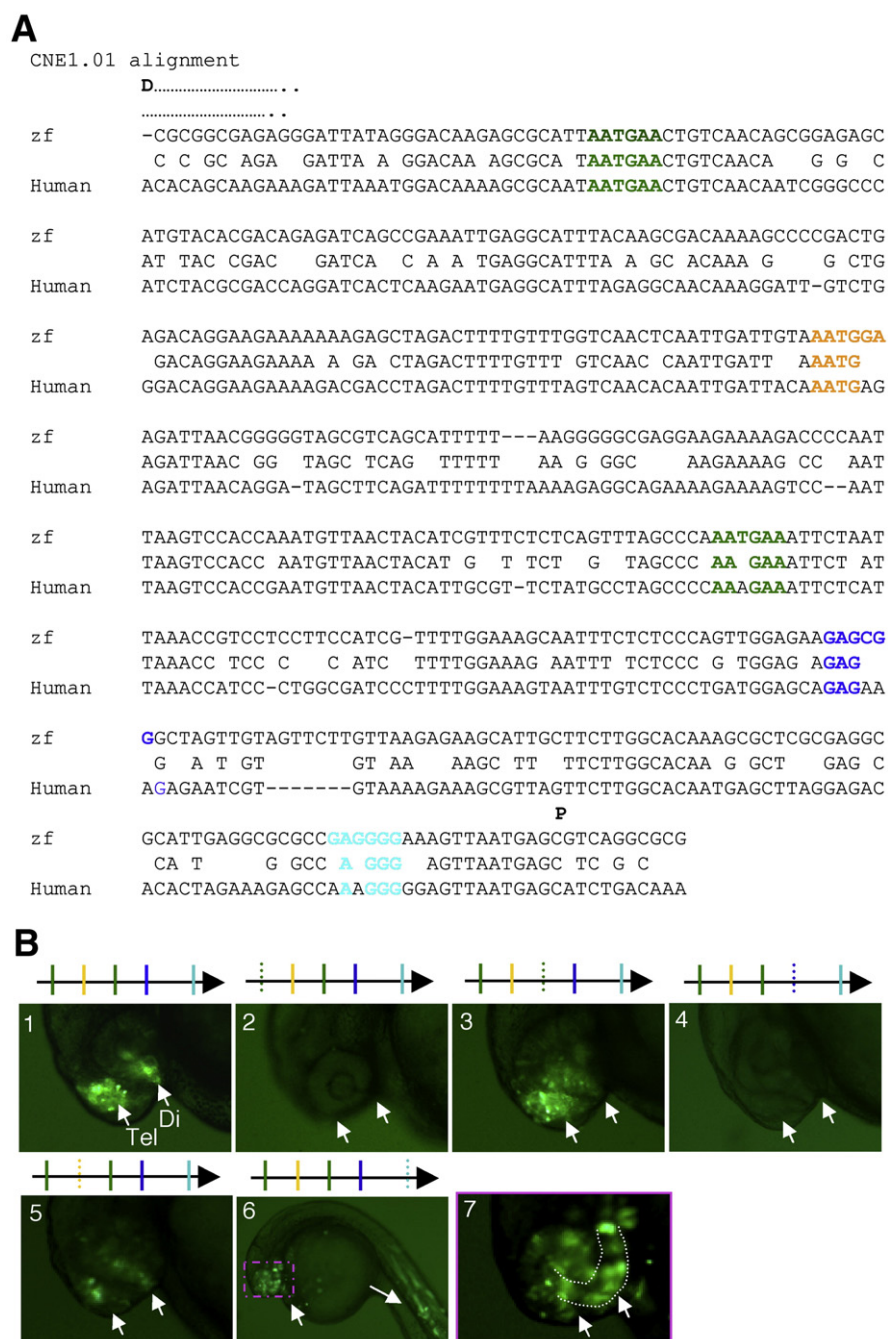 A
CNE1.01 alignment
D..............................
..............................
zf -CGCGGCGAGAGGGATTATAGGGACAAGAGCGCATTAATGAACTGTCAACAGCGGAGAGC
C C GC AGA GATTA A GGACAA AGCGCA T AATGAACTGTCAACA G G C
Human ACACAGCAAGAAAGATTAAATGGACAAAAGCGCAATAATGAACTGTCAACAATCGGGCCC
zf ATGTACACGACAGAGATCAGCCGAAATTGAGGCATTTACAAGCGACAAAAGCCCCGACTG
AT TAC CGAC GATCA C A A TGAGGCATTTA A GC ACAAA G G CTG
Human ATCTACGCGACCAGGATCACTCAAGAATGAGGCATTTAGAGGCAACAAAGGATT-GTCTG
zf AGACAGGAAGAAAAAAAGAGCTAGACTTTTGTTTGGTCAACTCAATTGATTGTAAATGGA
GACAGGAAGAAAA A GA CTAGACTTTTGTTT GTCAAC CAATTGATT AAATG
Human GGACAGGAAGAAAAGACGACCTAGACTTTTGTTTAGTCAACACAATTGATTACAAATGAG
zf AGATTAACGGGGGTAGCGTCAGCATTTTT---AAGGGGGCGAGGAAGAAAAGACCCCAAT
AGATTAAC GG TAGC TCAG TTTTT AA G GGC AAGAAAAG CC AAT
Human AGATTAACAGGA-TAGCTTCAGATTTTTTTTAAAAGAGGCAGAAAAGAAAAGTCC--AAT
zf TAAGTCCACCAAATGTTAACTACATCGTTTCTCTCAGTTTAGCCCAAATGAAATTCTAAT
TAAGTCCACC AATGTTAACTACAT G T TCT G TAGCCC AA GAAATTCT AT
Human TAAGTCCACCGAATGTTAACTACATTGCGT-TCTATGCCTAGCCCCAAAGAAATTCTCAT
zf TAAACCGTCCTCCTTCCATCG-TTTTGGAAAGCAATTTCTCTCCCAGTTGGAGAAGAGCG
TAAACC TCC C C ATC TTTTGGAAAG AATTT TCTCCC G TGGAG AGAG
Human TAAACCATCC-CTGGCGATCCCTTTTGGAAAGTAATTTGTCTCCCTGATGGAGCAGAGAA
zf GGCTAGTTGTAGTTCTTGTTAAGAGAAGCATTGCTTCTTGGCACAAAGCGCTCGCGAGGC
G A T GT GTAA AAGC TT TTCTTGGCACAA G GCT GAG C
Human AGAGAATCGT-------GTAAAAGAAAGCGTTAGTTCTTGGCACAATGAGCTTAGGAGAC
P
zf GCATTGAGGCGCGCCGAGGGGAAAGTTAATGAGCGTCAGGCGCG
CA T G GCC A GGG AGTTAATGAGC TC G C
Human ACACTAGAAAGAGCCAAAGGGGGAGTTAATGAGCATCTGACAAA
B
1
Tel
Di
2
3
4
5
6
7